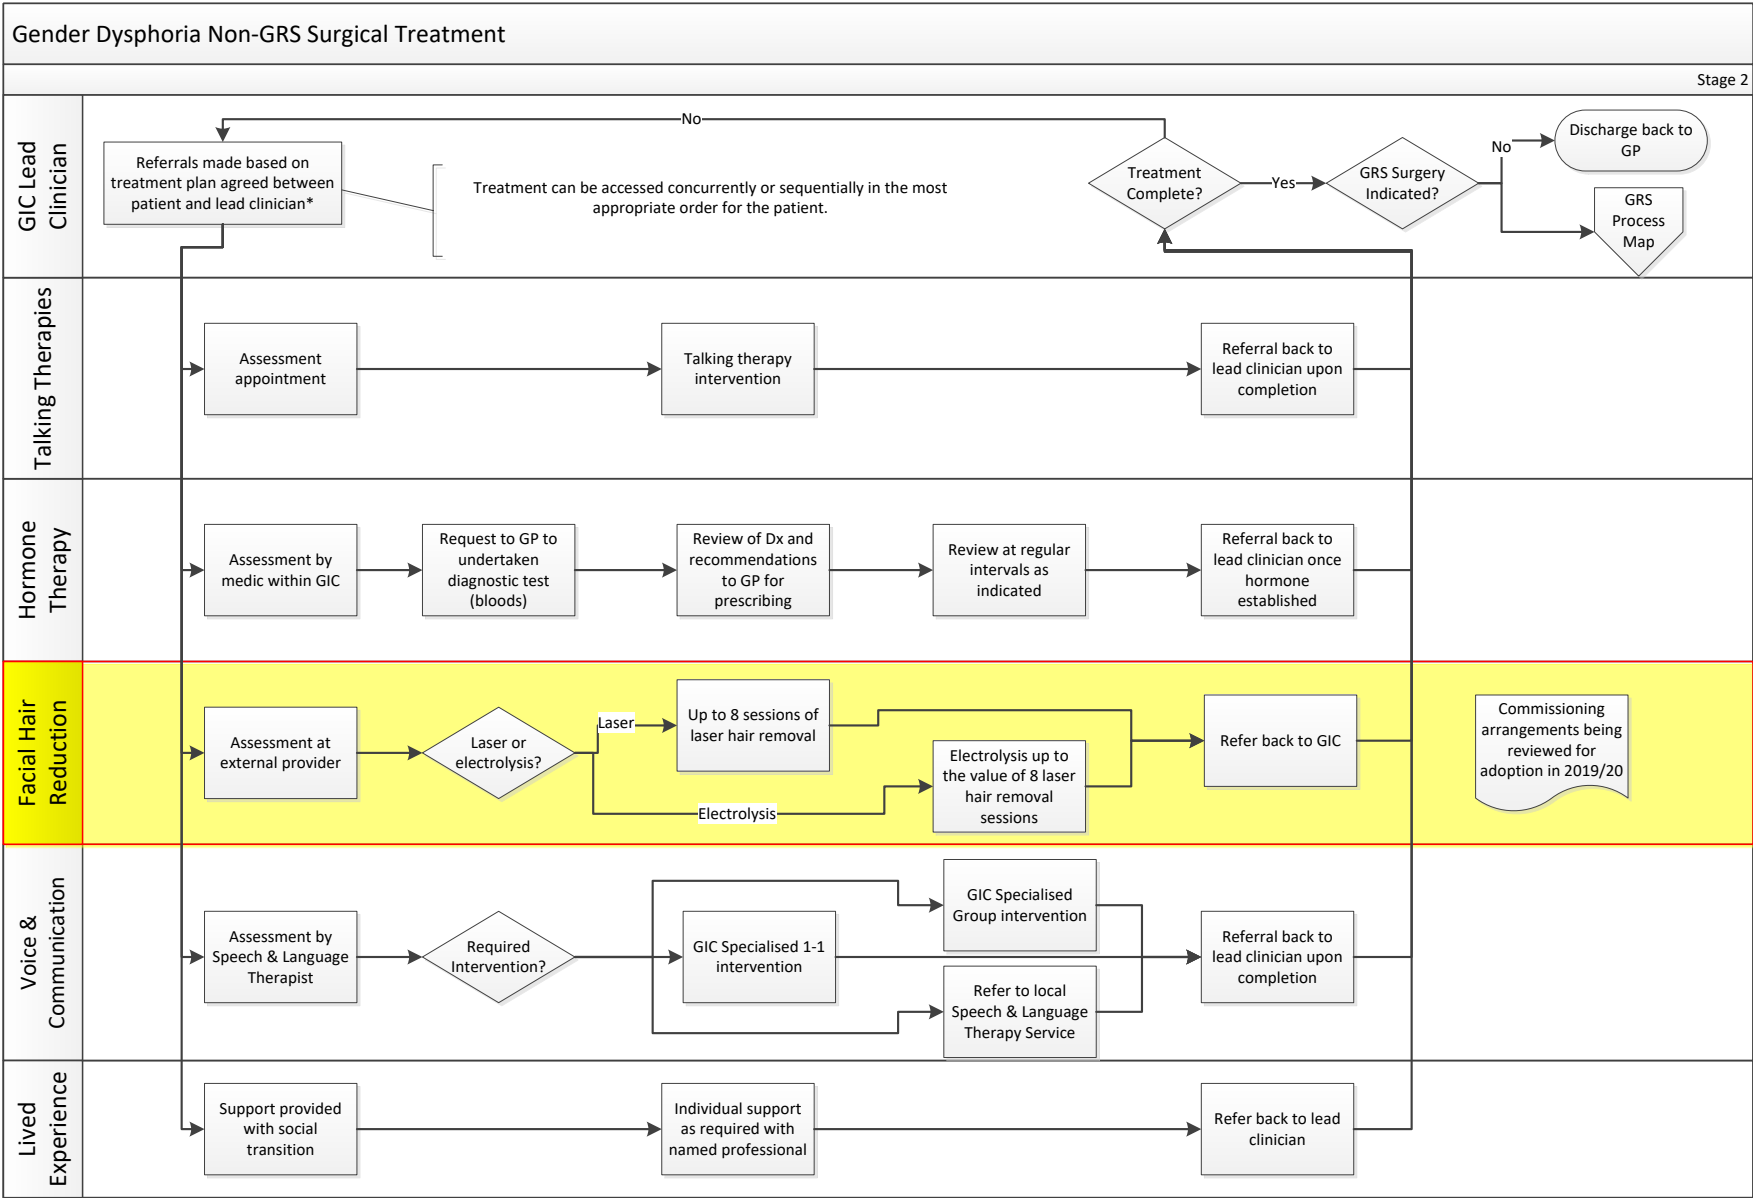 Gender Dysphoria Non-GRS Surgical Treatment
Stage 2
GIC Lead
Clinician
Referrals made based on
treatment plan agreed between
patient and lead clinician*
Treatment can be accessed concurrently or sequentially in the most
appropriate order for the patient.
No
Treatment
Complete?
Yes
GRS Surgery
Indicated?
No
Discharge back to
GP
GRS
Process
Map
Talking Therapies
Assessment
appointment
Talking therapy
intervention
Referral back to
lead clinician upon
completion
Hormone
Therapy
Assessment by
medic within GIC
Request to GP to
undertaken
diagnostic test
(bloods)
Review of Dx and
recommendations
to GP for
prescribing
Review at regular
intervals as
indicated
Referral back to
lead clinician once
hormone
established
Facial Hair
Reduction
Assessment at
external provider
Laser or
electrolysis?
Laser
Up to 8 sessions of
laser hair removal
Electrolysis
Electrolysis up to
the value of 8 laser
hair removal
sessions
Refer back to GIC
Commissioning
arrangements being
reviewed for
adoption in 2019/20
Voice &
Communication
Assessment by
Speech & Language
Therapist
Required
Intervention?
GIC Specialised 1-1
intervention
GIC Specialised
Group intervention
Refer to local
Speech & Language
Therapy Service
Referral back to
lead clinician upon
completion
Lived
Experience
Support provided
with social
transition
Individual support
as required with
named professional
Refer back to lead
clinician